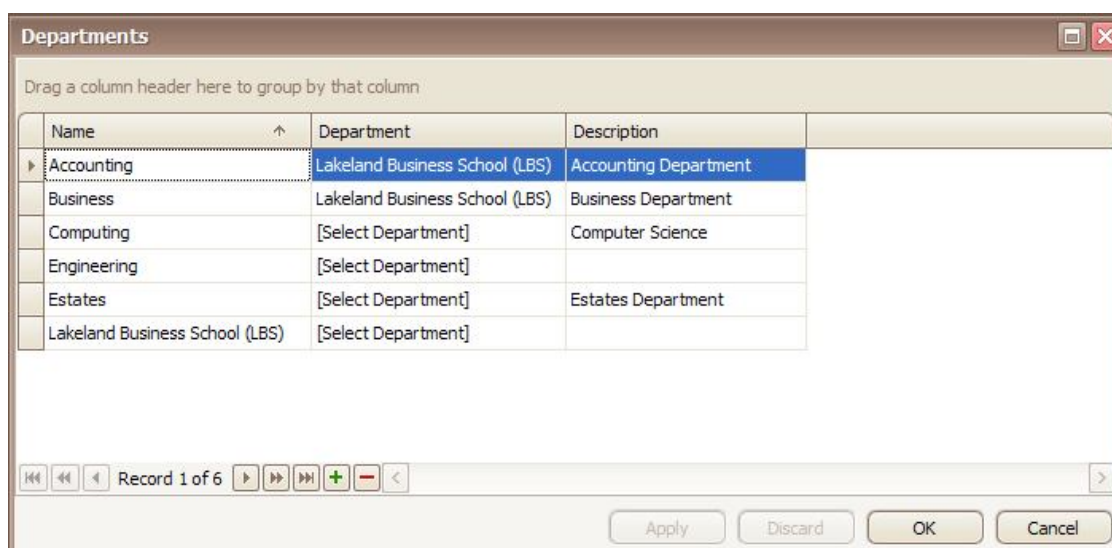 Departments
Drag a column header here to group by that column
Name Department Description
Accounting Lakeland Business School (LBS) Accounting Department
Business Lakeland Business School (LBS) Business Department
Computing [Select Department] Computer Science
Engineering [Select Department]
Estates [Select Department] Estates Department
Lakeland Business School (LBS) [Select Department]
Record 1 of 6
Apply Discard OK Cancel